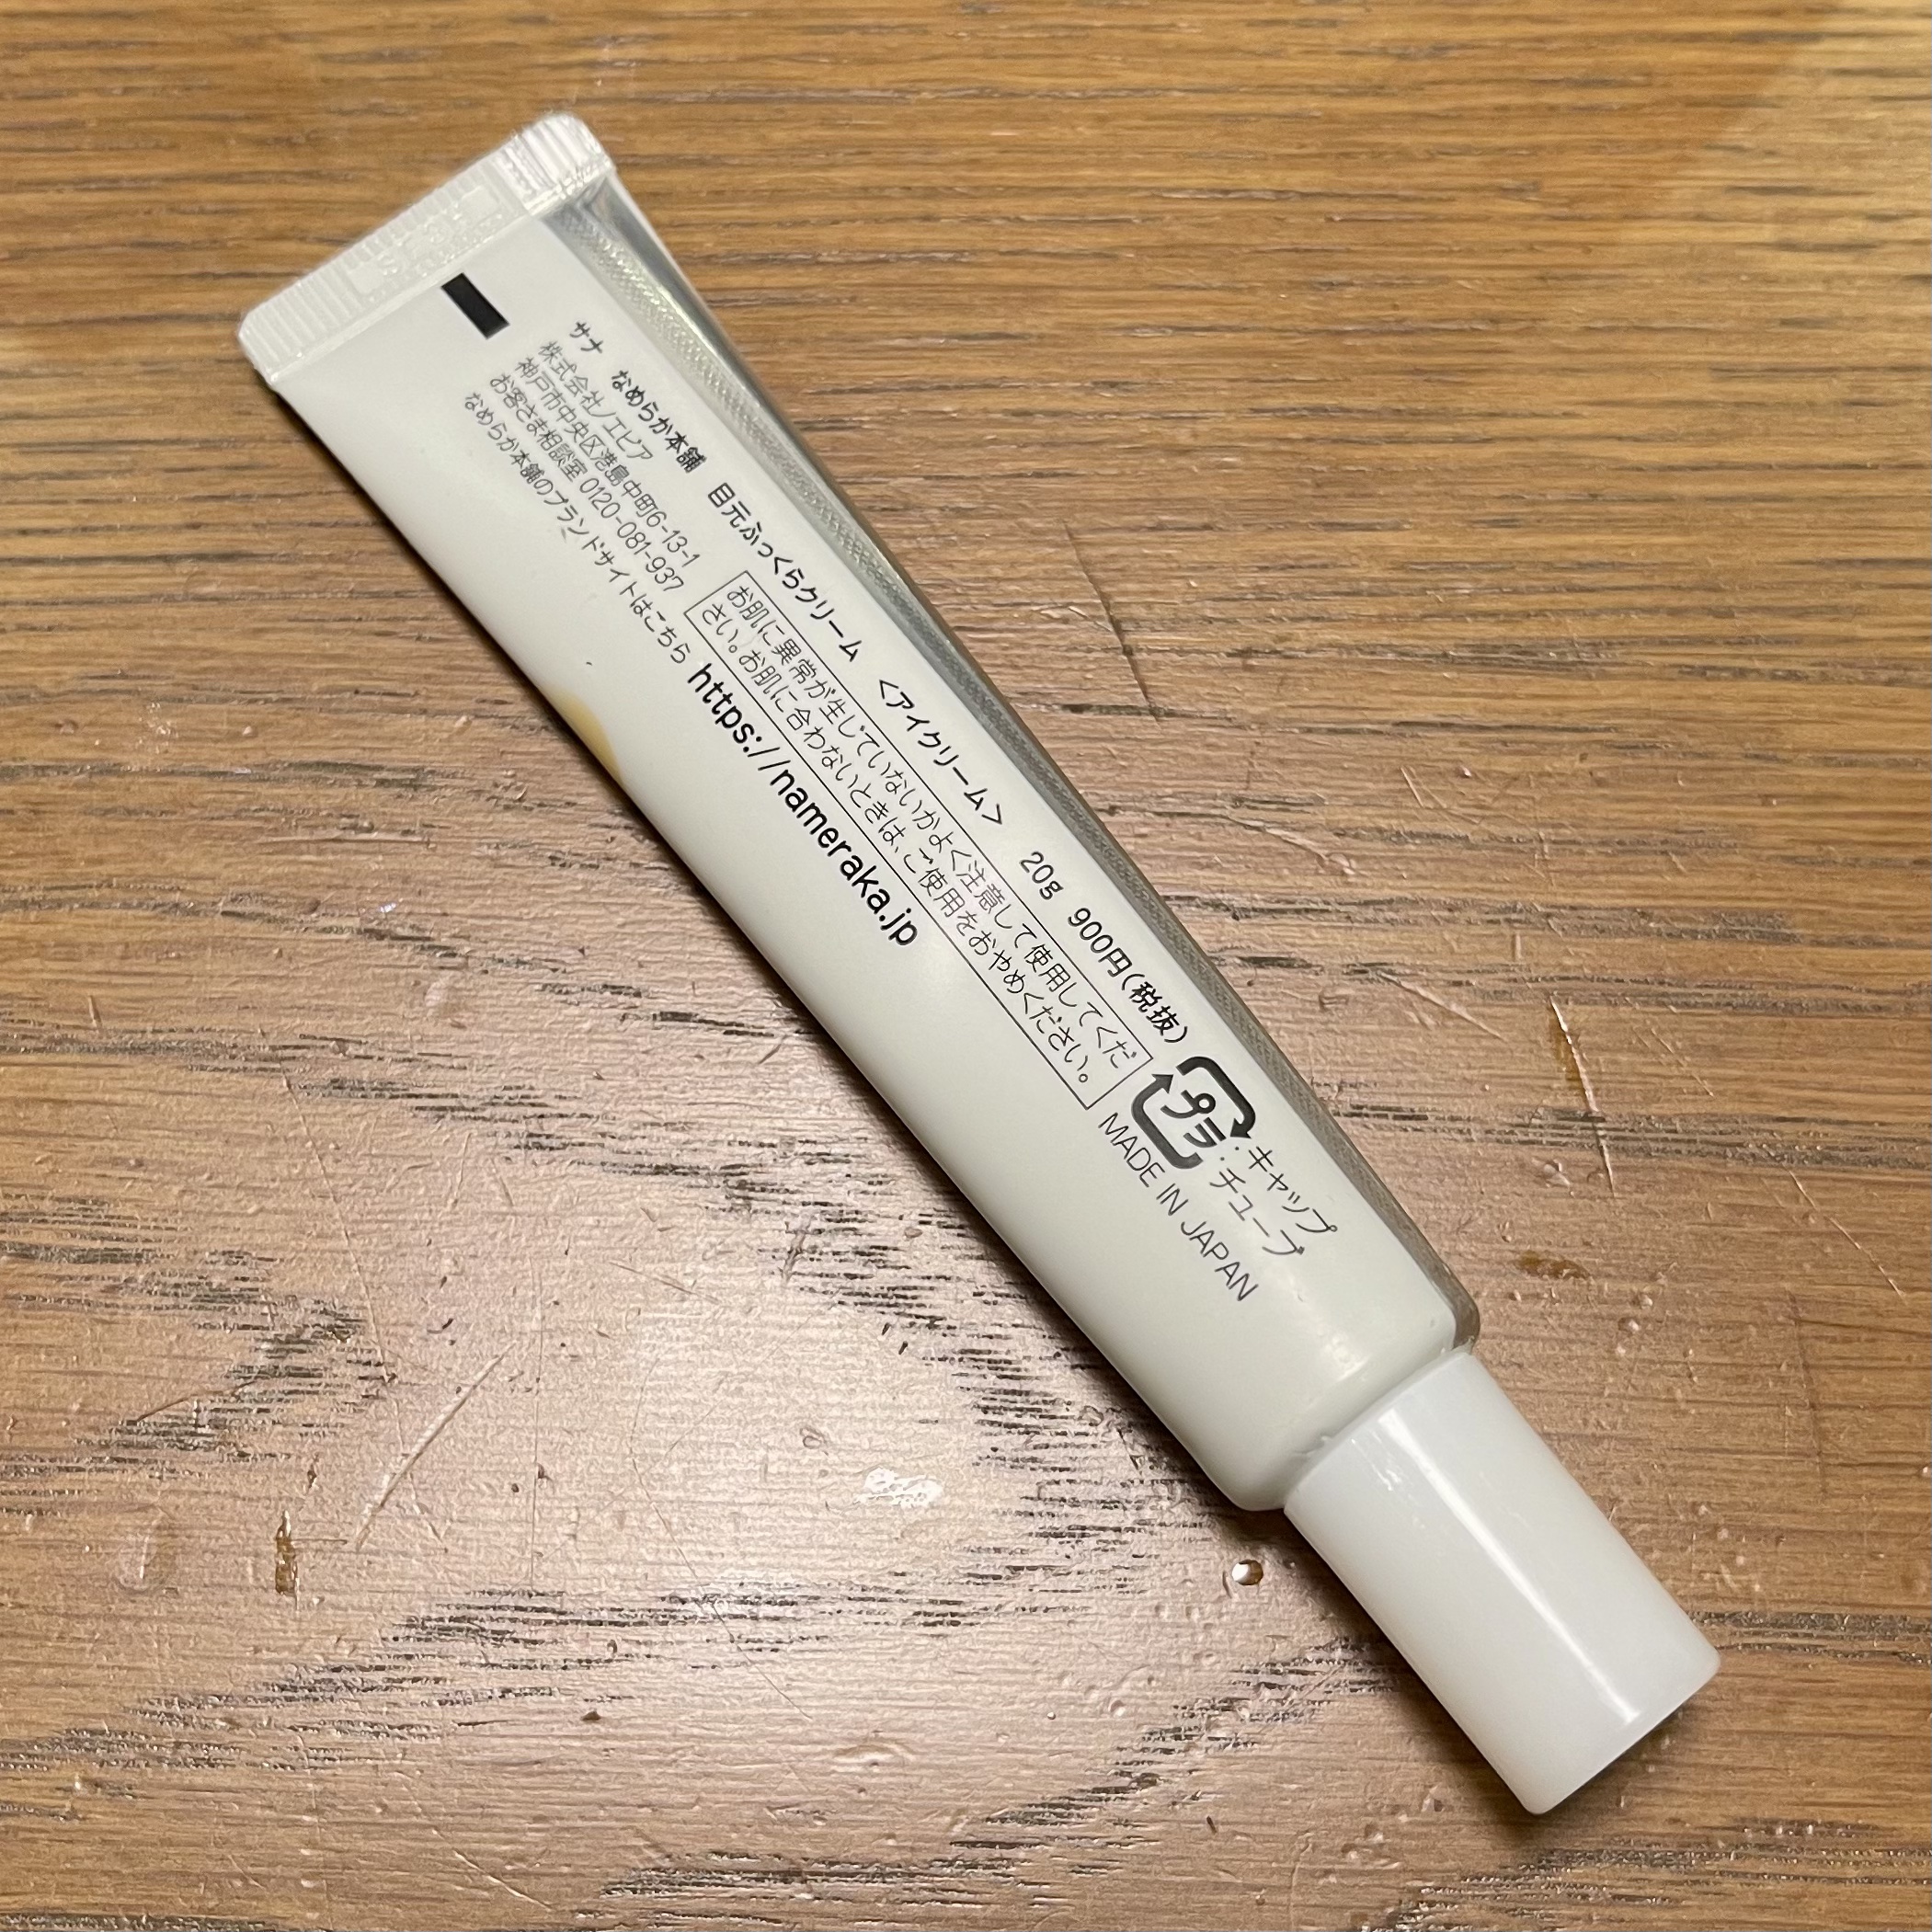 サナ なめらか本舗 目元ふっくらクリーム 〈アイクリーム〉 20g 900円(税抜)
株式会社ノエビア
神戸市中央区港島中町6-13-1
お客さま相談室 0120-081-937
なめらか本舗のブランドサイトはこちら https://nameraka.jp
お肌に異常が生じていないかよく注意して使用してくだ
さい。お肌に合わないときは、ご使用をおやめください。
プラ
:キャップ
・チューブ
MADE IN JAPAN